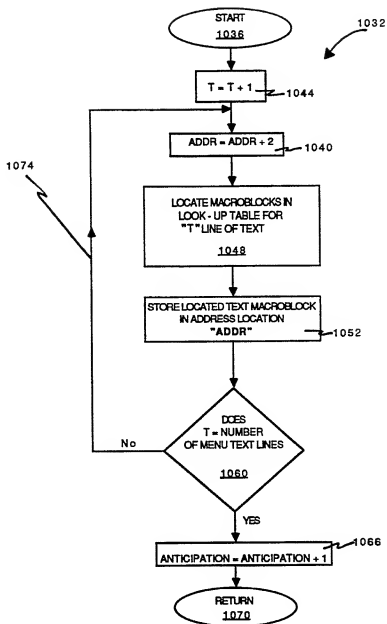 START
1036
1032
T = T + 1
1044
ADDR = ADDR + 2
1040
1074
LOCATE MACROBLOCKS IN
LOOK - UP TABLE FOR
"T" LINE OF TEXT
1048
STORE LOCATED TEXT MACROBLOCK
IN ADDRESS LOCATION
"ADDR"
1052
DOES
T = NUMBER
OF MENU TEXT LINES
1060
No
YES
1066
ANTICIPATION = ANTICIPATION + 1
RETURN
1070